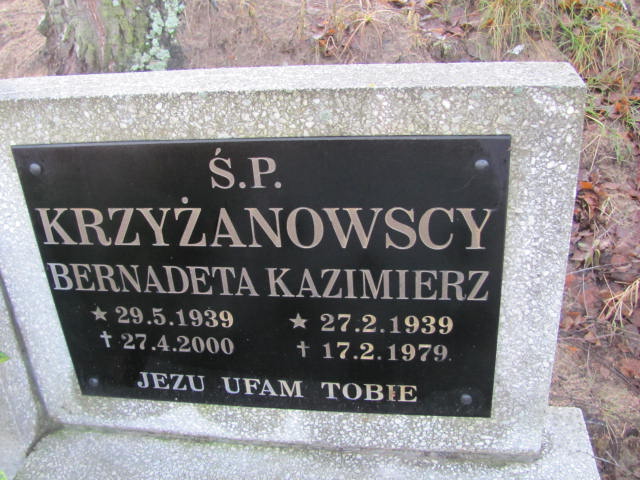 Ś.P.
KRZYŻANOWSCY
BERNADETA KAZIMIERZ
★ 29.5.1939 ★ 27.2.1939
† 27.4.2000 † 17.2.1979
JEZU UFAM TOBIE